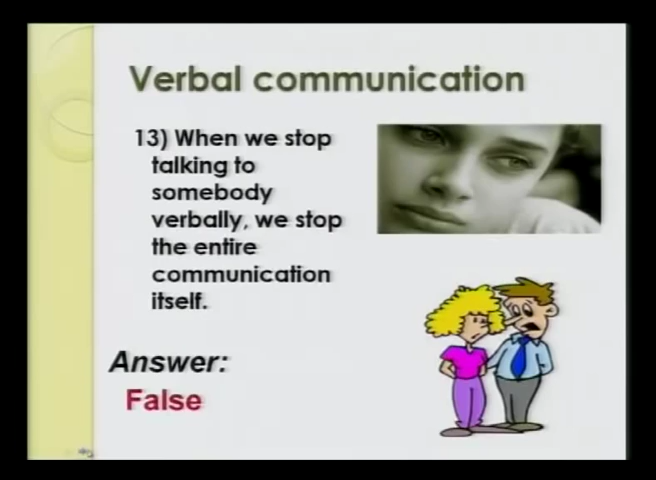 Verbal communication
13) When we stop
talking to
somebody
verbally, we stop
the entire
communication
itself.
Answer:
False